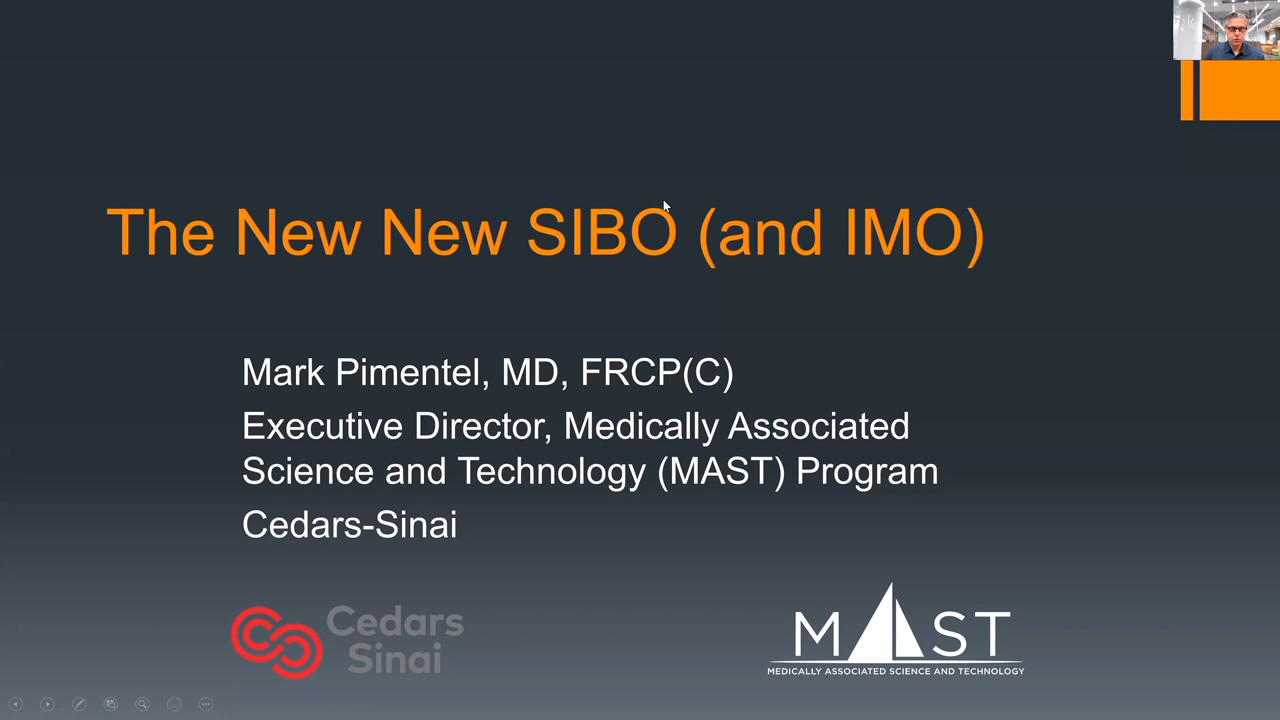 The New New SIBO (and IMO)
Mark Pimentel, MD, FRCP(C)
Executive Director, Medically Associated
Science and Technology (MAST) Program
Cedars-Sinai
Cedars
Sinai
MAST
MEDICALLY ASSOCIATED SCIENCE AND TECHNOLOGY